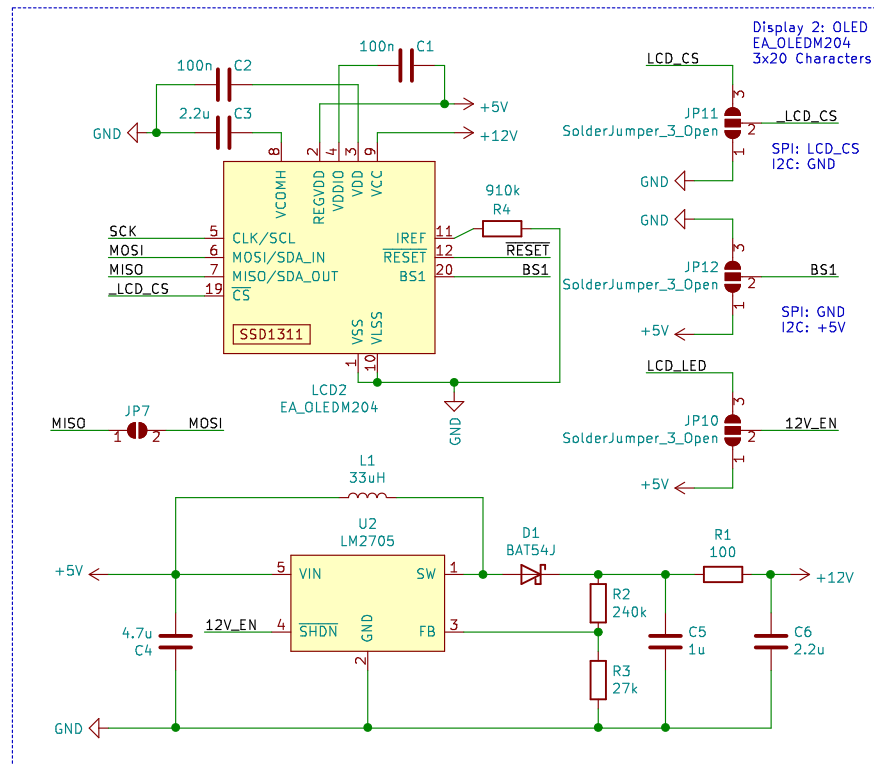 Display 2: OLED
EA_OLEDM204
3x20 Characters
100n C1
100n C2
2.2u C3
+5V
+12V
GND
8 2 4 3 9
VCOMH
REGVDD
VDDIO
VDD
VCC
SCK 5 CLK/SCL
MOSI 6 MOSI/SDA_IN
MISO 7 MISO/SDA_OUT
_LCD_CS 19 CS
IREF 11
RESET 12 RESET
BS1 20 BS1
910k
R4
SSD1311
VSS
VLSS
1 10
LCD2
EA_OLEDM204
GND
LCD_CS
3
JP11
SolderJumper_3_Open
2 _LCD_CS
1
GND
SPI: LCD_CS
I2C: GND
GND
3
JP12
SolderJumper_3_Open
2 BS1
1
+5V
SPI: GND
I2C: +5V
LCD_LED
3
JP10
SolderJumper_3_Open
2 12V_EN
1
+5V
JP7
MISO 1 2 MOSI
L1
33uH
U2
LM2705
+5V
5 VIN
SW 1
12V_EN 4 SHDN
FB 3
GND
2
4.7u
C4
D1
BAT54J
R2
240k
R3
27k
C5
1u
R1
100
+12V
C6
2.2u
GND